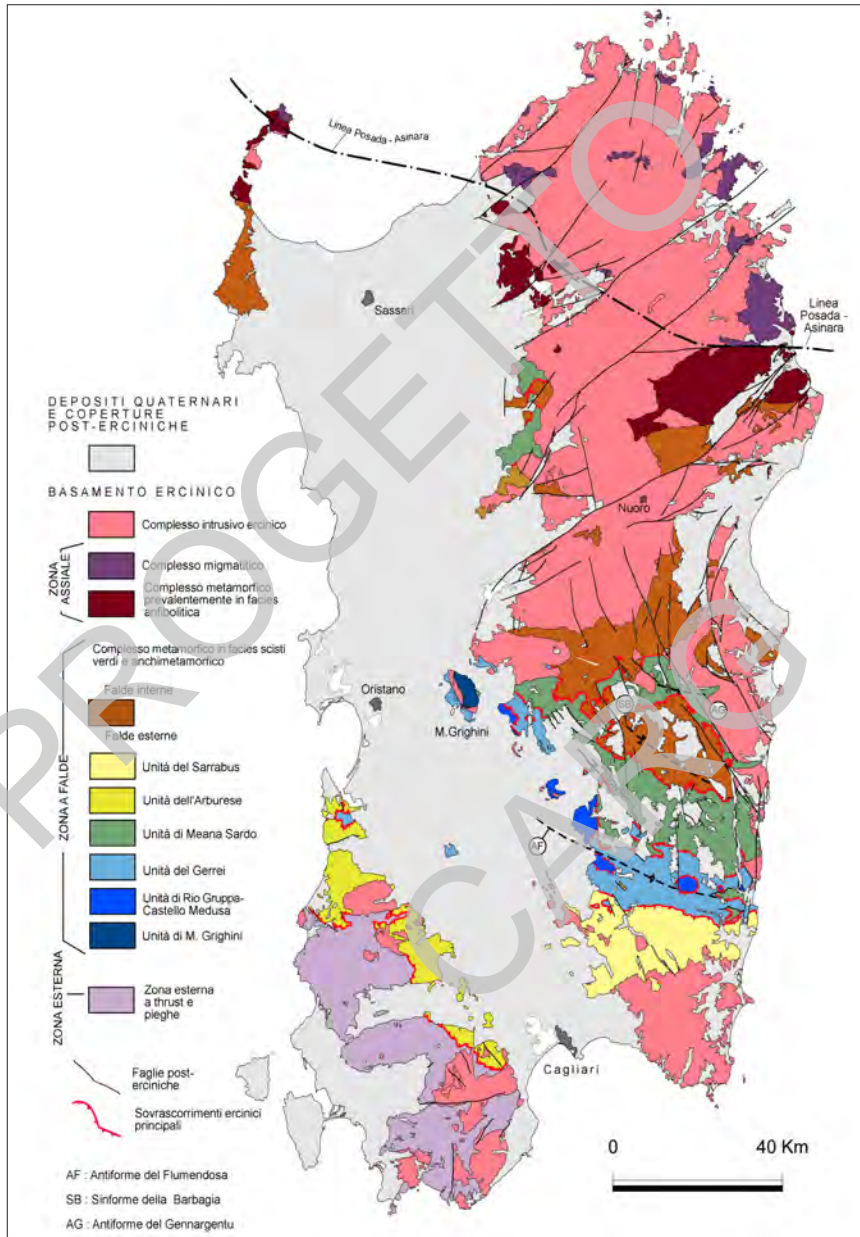 Linea Posada - Asinara
Sassari
Linea
Posada -
Asinara
DEPOSITI QUATERNARI
E COPERTURE
POST-ERCINICHE
BASAMENTO ERCINICO
Complesso intrusivo ercinico
ZONA
ASSIALE
Complesso migmatitico
Complesso metamorfico
prevalentemente in facies
anfibolitica
Nuoro
ZONA A FALDE
Complesso metamorfico in facies scisti
verdi e anchimetamorfico
Falde interne
Falde esterne
Unità del Sarrabus
Unità dell'Arburese
Unità di Meana Sardo
Unità del Gerrei
Unità di Rio Gruppa-
Castello Medusa
Unità di M. Grighini
Oristano
M.Grighini
SB
AG
AF
ZONA ESTERNA
Zona esterna
a thrust e
pieghe
Faglie post-
erciniche
Sovrascorrimenti ercinici
principali
Cagliari
0 40 Km
AF : Antiforme del Flumendosa
SB : Sinforme della Barbagia
AG : Antiforme del Gennargentu
PROGETTO
CARG